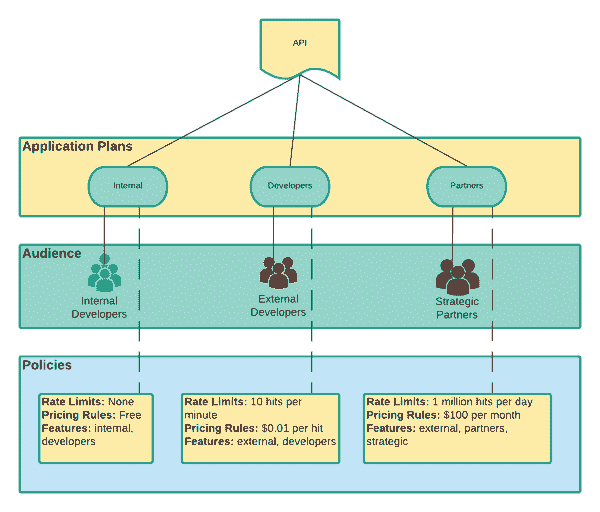 API
Application Plans
Internal
Developers
Partners
Audience
Internal
Developers
External
Developers
Strategic
Partners
Policies
Rate Limits: None
Pricing Rules: Free
Features: internal,
developers
Rate Limits: 10 hits per
minute
Pricing Rules: $0.01 per hit
Features: external, developers
Rate Limits: 1 million hits per day
Pricing Rules: $100 per month
Features: external, partners,
strategic